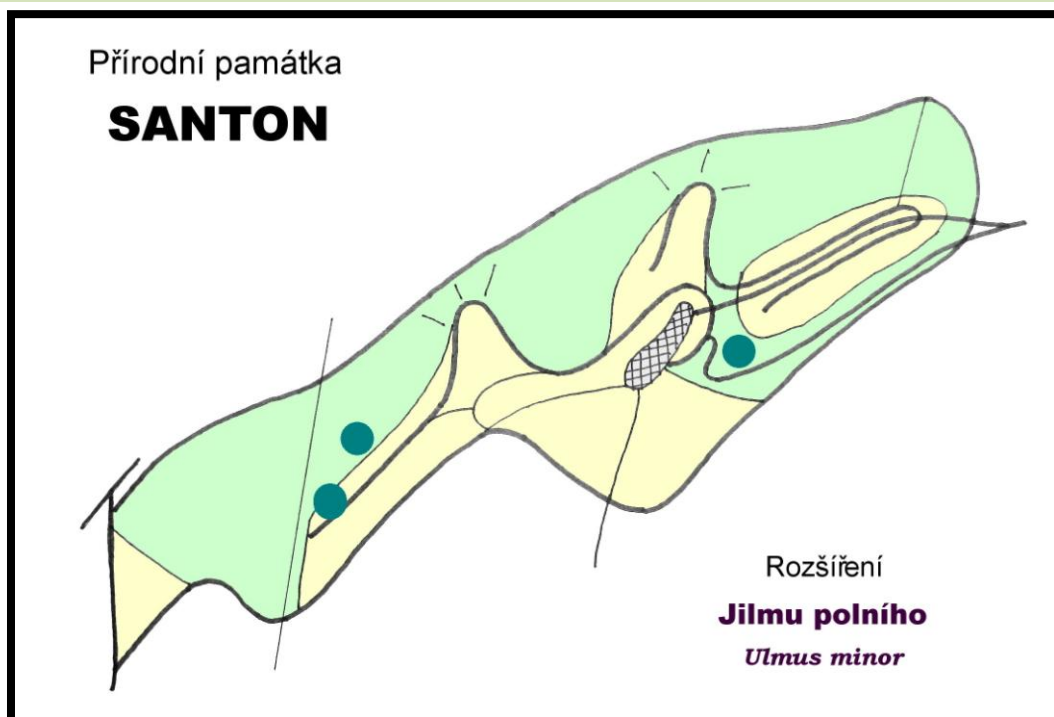 Přírodní památka
SANTON
Rozšíření
Jilmu polního
Ulmus minor